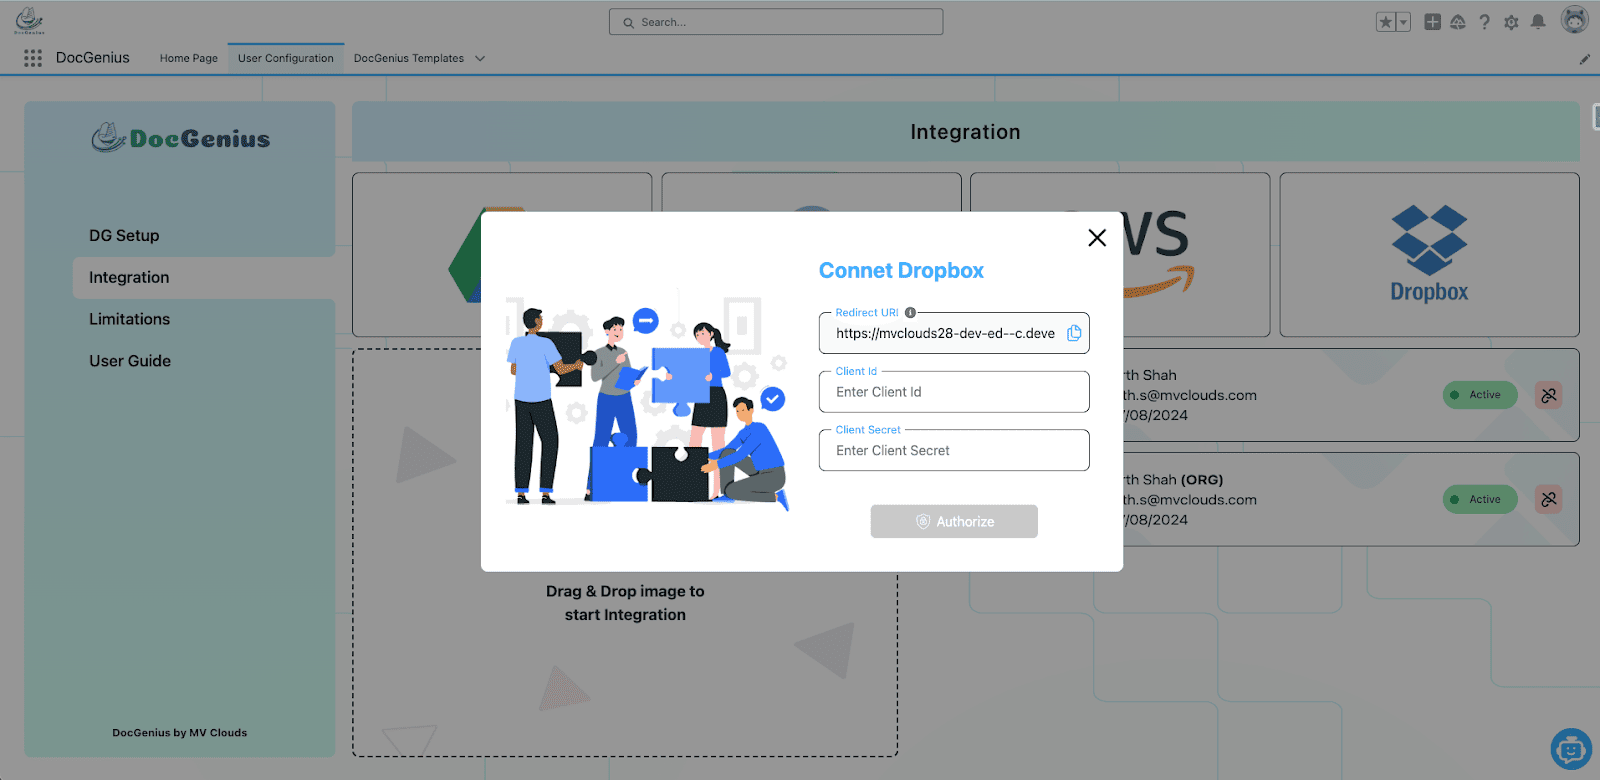 DocGenius
Search...
DocGenius
Home Page
User Configuration
DocGenius Templates
DocGenius
DG Setup
Integration
Limitations
User Guide
DocGenius by MV Clouds
Integration
WS
Dropbox
Connet Dropbox
Redirect URI
https://mvclouds28-dev-ed--c.deve
Client Id
Enter Client Id
Client Secret
Enter Client Secret
Authorize
Drag & Drop image to
start Integration
rth Shah
th.s@mvclouds.com
/08/2024
Active
rth Shah (ORG)
th.s@mvclouds.com
/08/2024
Active